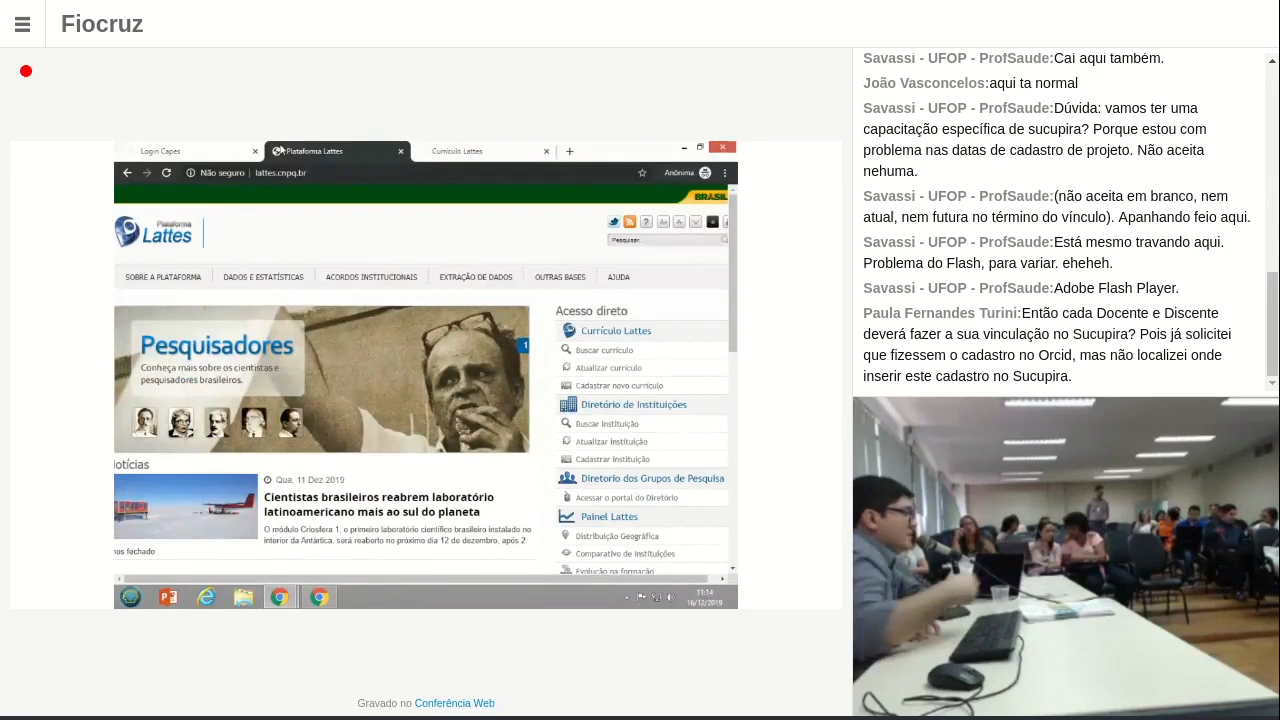 Fiocruz
Savassi - UFOP - ProfSaude:Caí aqui também.
João Vasconcelos:aqui ta normal
Savassi - UFOP - ProfSaude:Dúvida: vamos ter uma
capacitação específica de sucupira? Porque estou com
problema nas datas de cadastro de projeto. Não aceita
nehuma.
Savassi - UFOP - ProfSaude:(não aceita em branco, nem
atual, nem futura no término do vínculo). Apanhando feio aqui.
Savassi - UFOP - ProfSaude:Está mesmo travando aqui.
Problema do Flash, para variar. eheheh.
Savassi - UFOP - ProfSaude:Adobe Flash Player.
Paula Fernandes Turini:Então cada Docente e Discente
deverá fazer a sua vinculação no Sucupira? Pois já solicitei
que fizessem o cadastro no Orcid, mas não localizei onde
inserir este cadastro no Sucupira.
Login Capes
Plataforma Lattes
Currículo Lattes
Não seguro
lattes.cnpq.br
Anônima
BRASIL
Plataforma
Lattes
A+ A-
Pesquisar...
SOBRE A PLATAFORMA DADOS E ESTATÍSTICAS ACORDOS INSTITUCIONAIS EXTRAÇÃO DE DADOS OUTRAS BASES AJUDA
Pesquisadores
Conheça mais sobre os cientistas e
pesquisadores brasileiros.
1
Acesso direto
Currículo Lattes
Buscar currículo
Atualizar currículo
Cadastrar novo currículo
Diretório de Instituições
Buscar instituição
Atualizar instituição
Cadastrar instituição
Diretorio dos Grupos de Pesquisa
Acessar o portal do Diretório
Painel Lattes
Distribuição Geográfica
Comparativo de Instituições
Evolução na formação
lotícias
Qua, 11 Dez 2019
Cientistas brasileiros reabrem laboratório
latinoamericano mais ao sul do planeta
O módulo Criosfera 1, o primeiro laboratório científico brasileiro instalado no
interior da Antártica, será reaberto no próximo dia 12 de dezembro, após 2
nos fechado
11:14
16/12/2019
Gravado no Conferência Web